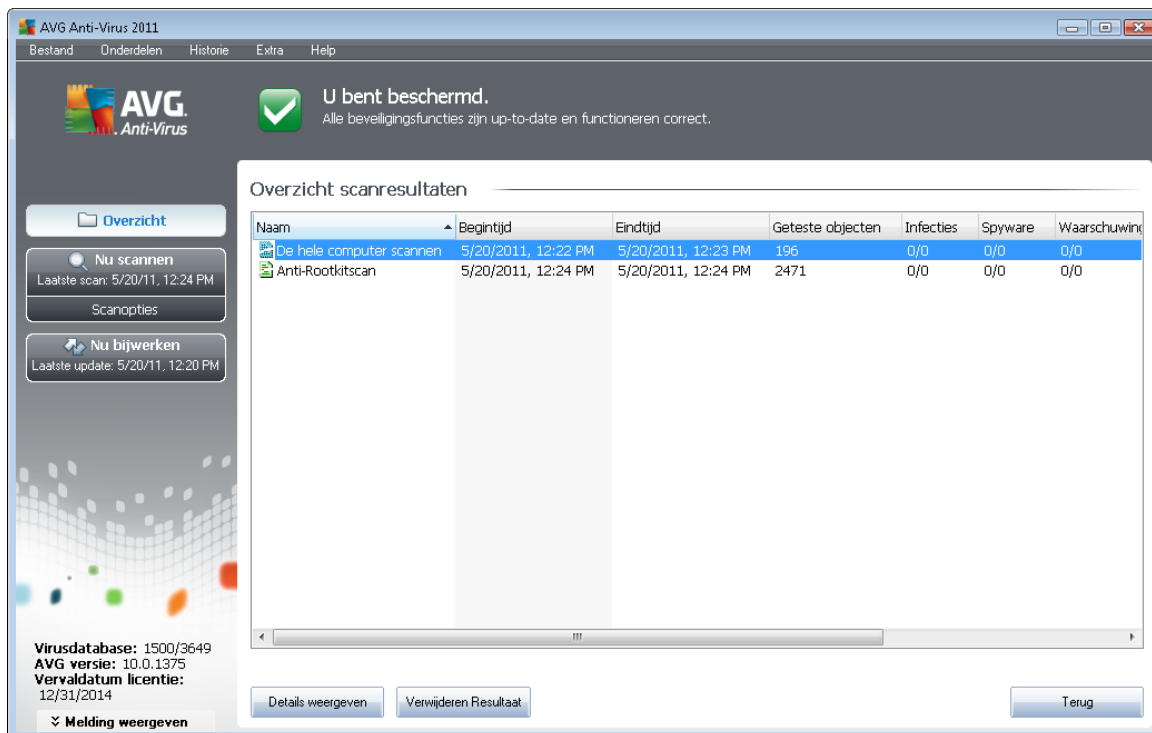 AVG Anti-Virus 2011
Bestand Onderdelen Historie Extra Help
AVG.
Anti-Virus
U bent beschermd.
Alle beveiligingsfuncties zijn up-to-date en functioneren correct.
Overzicht
Nu scannen
Laatste scan: 5/20/11, 12:24 PM
Scanopties
Nu bijwerken
Laatste update: 5/20/11, 12:20 PM
Virusdatabase: 1500/3649
AVG versie: 10.0.1375
Vervaldatum licentie:
12/31/2014
Melding weergeven
Overzicht scanresultaten
Naam Begintijd Eindtijd Geteste objecten Infecties Spyware Waarschuwing
De hele computer scannen 5/20/2011, 12:22 PM 5/20/2011, 12:23 PM 196 0/0 0/0 0/0
Anti-Rootkitscan 5/20/2011, 12:24 PM 5/20/2011, 12:24 PM 2471 0/0 0/0 0/0
Details weergeven Verwijderen Resultaat Terug